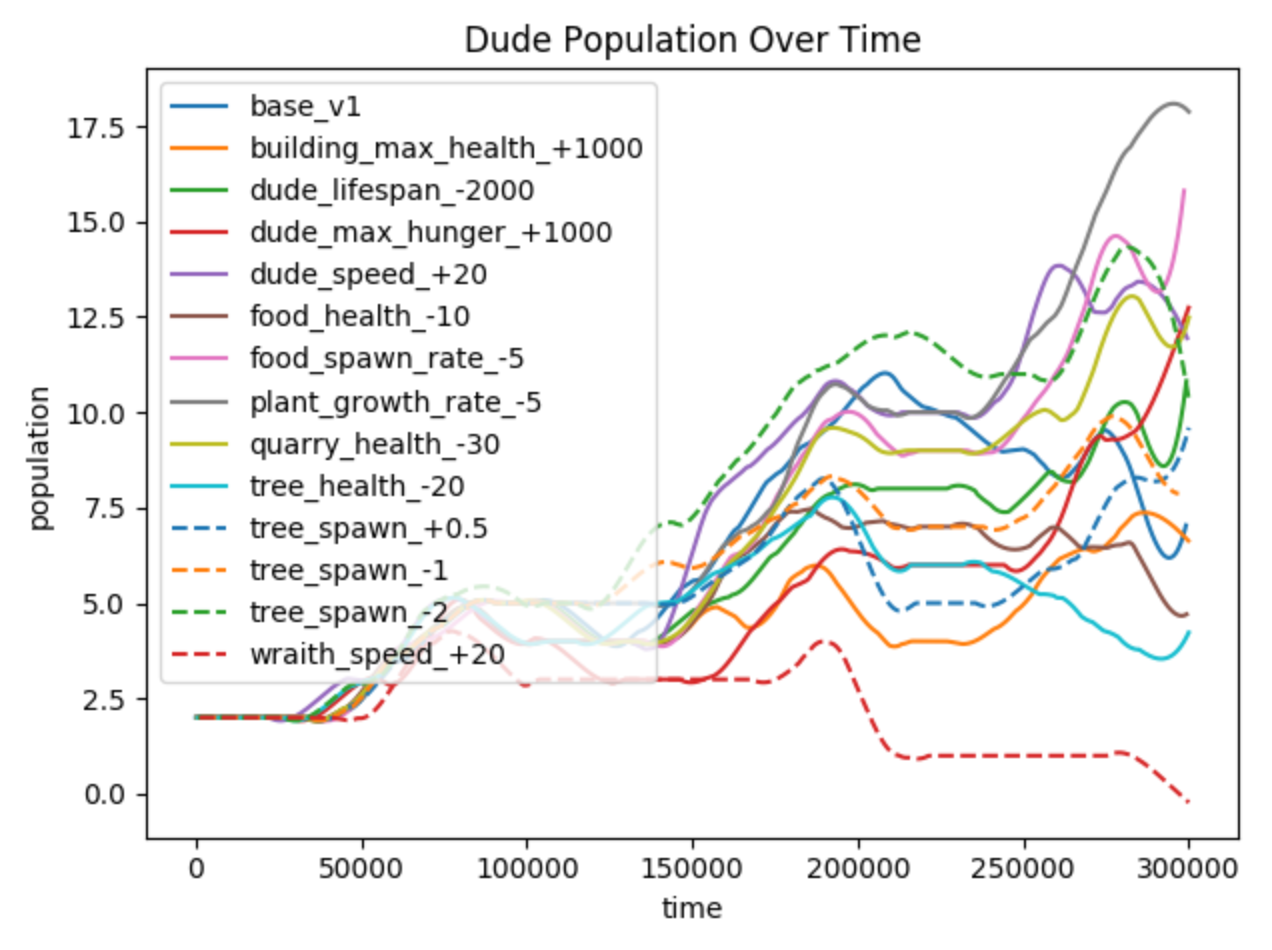 Dude Population Over Time
base_v1
building_max_health_+1000
dude_lifespan_-2000
dude_max_hunger_+1000
dude_speed_+20
food_health_-10
food_spawn_rate_-5
plant_growth_rate_-5
quarry_health_-30
tree_health_-20
tree_spawn_+0.5
tree_spawn_-1
tree_spawn_-2
wraith_speed_+20
17.5
15.0
12.5
10.0
7.5
5.0
2.5
0.0
population
0 50000 100000 150000 200000 250000 300000
time